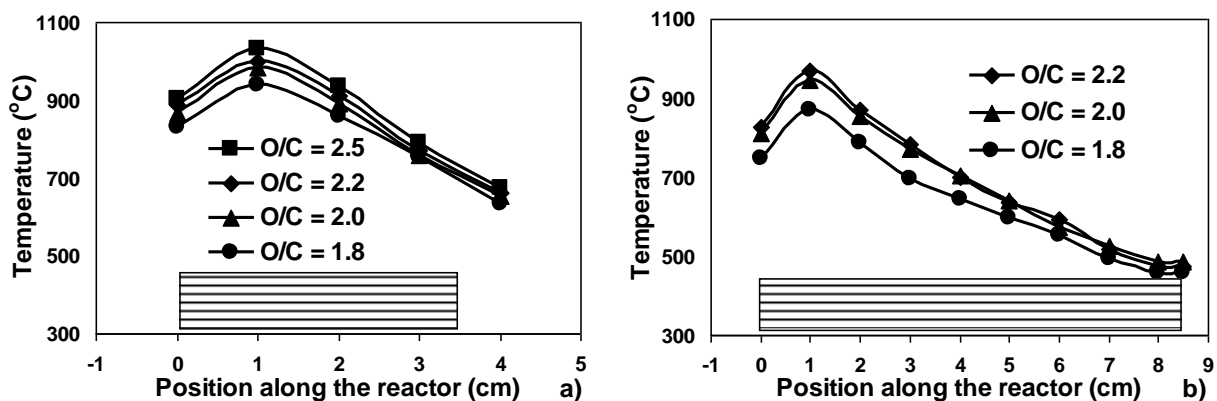 1100
900
700
500
300
Temperature (°C)
O/C = 2.5
O/C = 2.2
O/C = 2.0
O/C = 1.8
-1 0 1 2 3 4 5
Position along the reactor (cm) a)
1100
900
700
500
300
Temperature (°C)
O/C = 2.2
O/C = 2.0
O/C = 1.8
-1 0 1 2 3 4 5 6 7 8 9
Position along the reactor (cm) b)